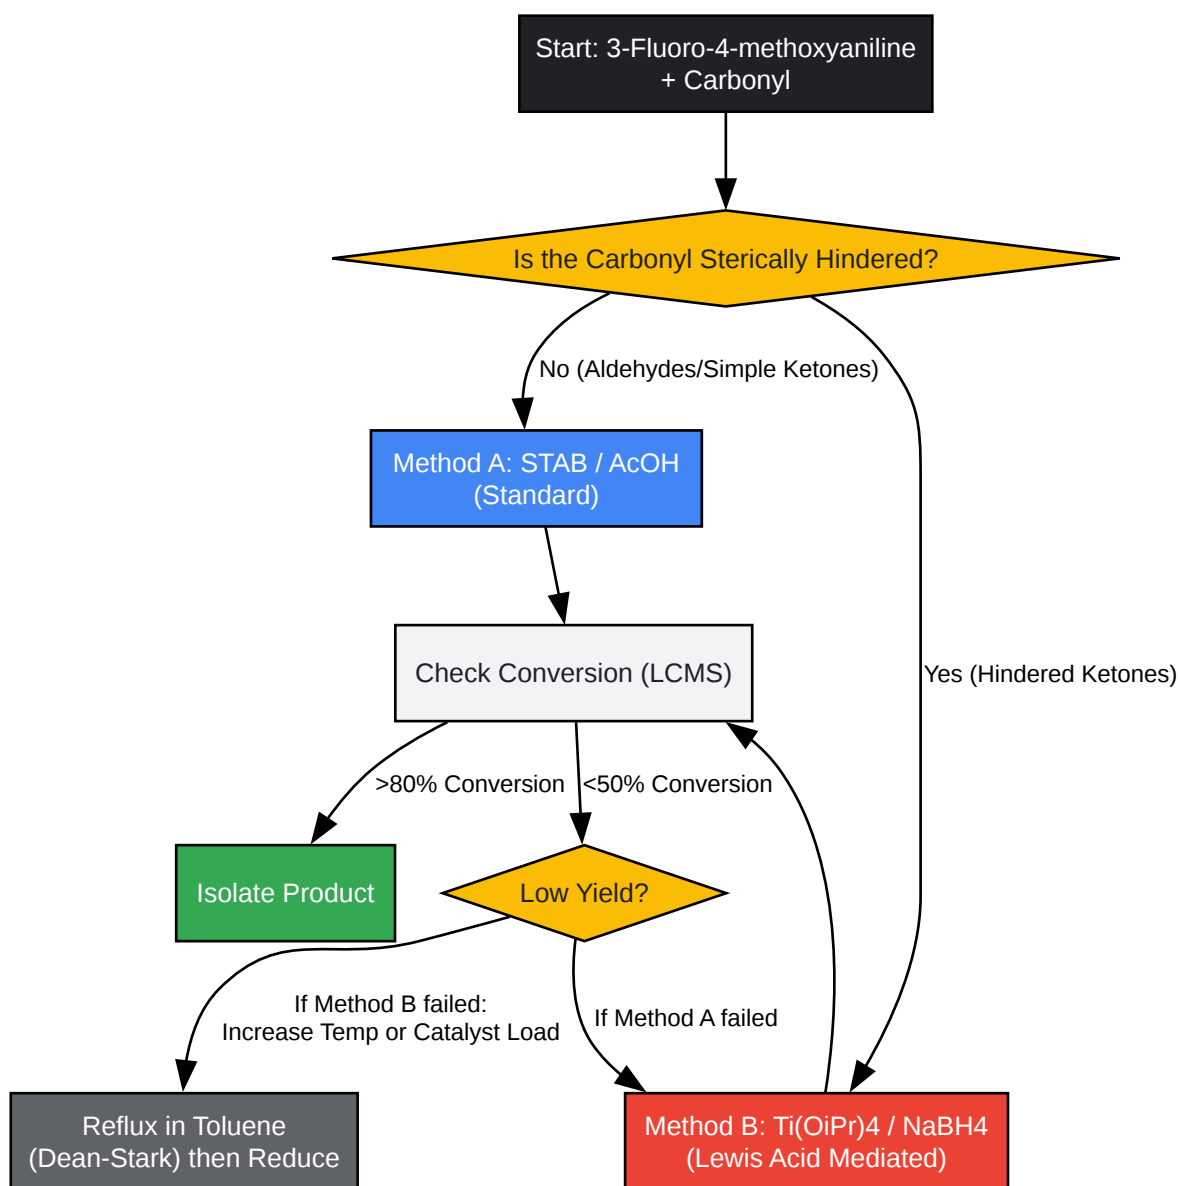 Start: 3-Fluoro-4-methoxyaniline
+ Carbonyl
Is the Carbonyl Sterically Hindered?
No (Aldehydes/Simple Ketones)
Method A: STAB / AcOH
(Standard)
Check Conversion (LCMS)
Yes (Hindered Ketones)
>80% Conversion
<50% Conversion
Isolate Product
Low Yield?
If Method B failed:
Increase Temp or Catalyst Load
If Method A failed
Reflux in Toluene
(Dean-Stark) then Reduce
Method B: Ti(OiPr)4 / NaBH4
(Lewis Acid Mediated)